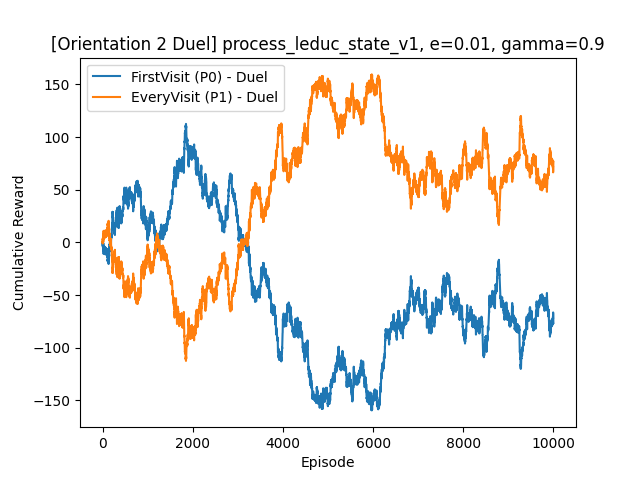 [Orientation 2 Duel] process_leduc_state_v1, e=0.01, gamma=0.9
FirstVisit (P0) - Duel
EveryVisit (P1) - Duel
Cumulative Reward
150
100
50
0
−50
−100
−150
0
2000
4000
6000
8000
10000
Episode